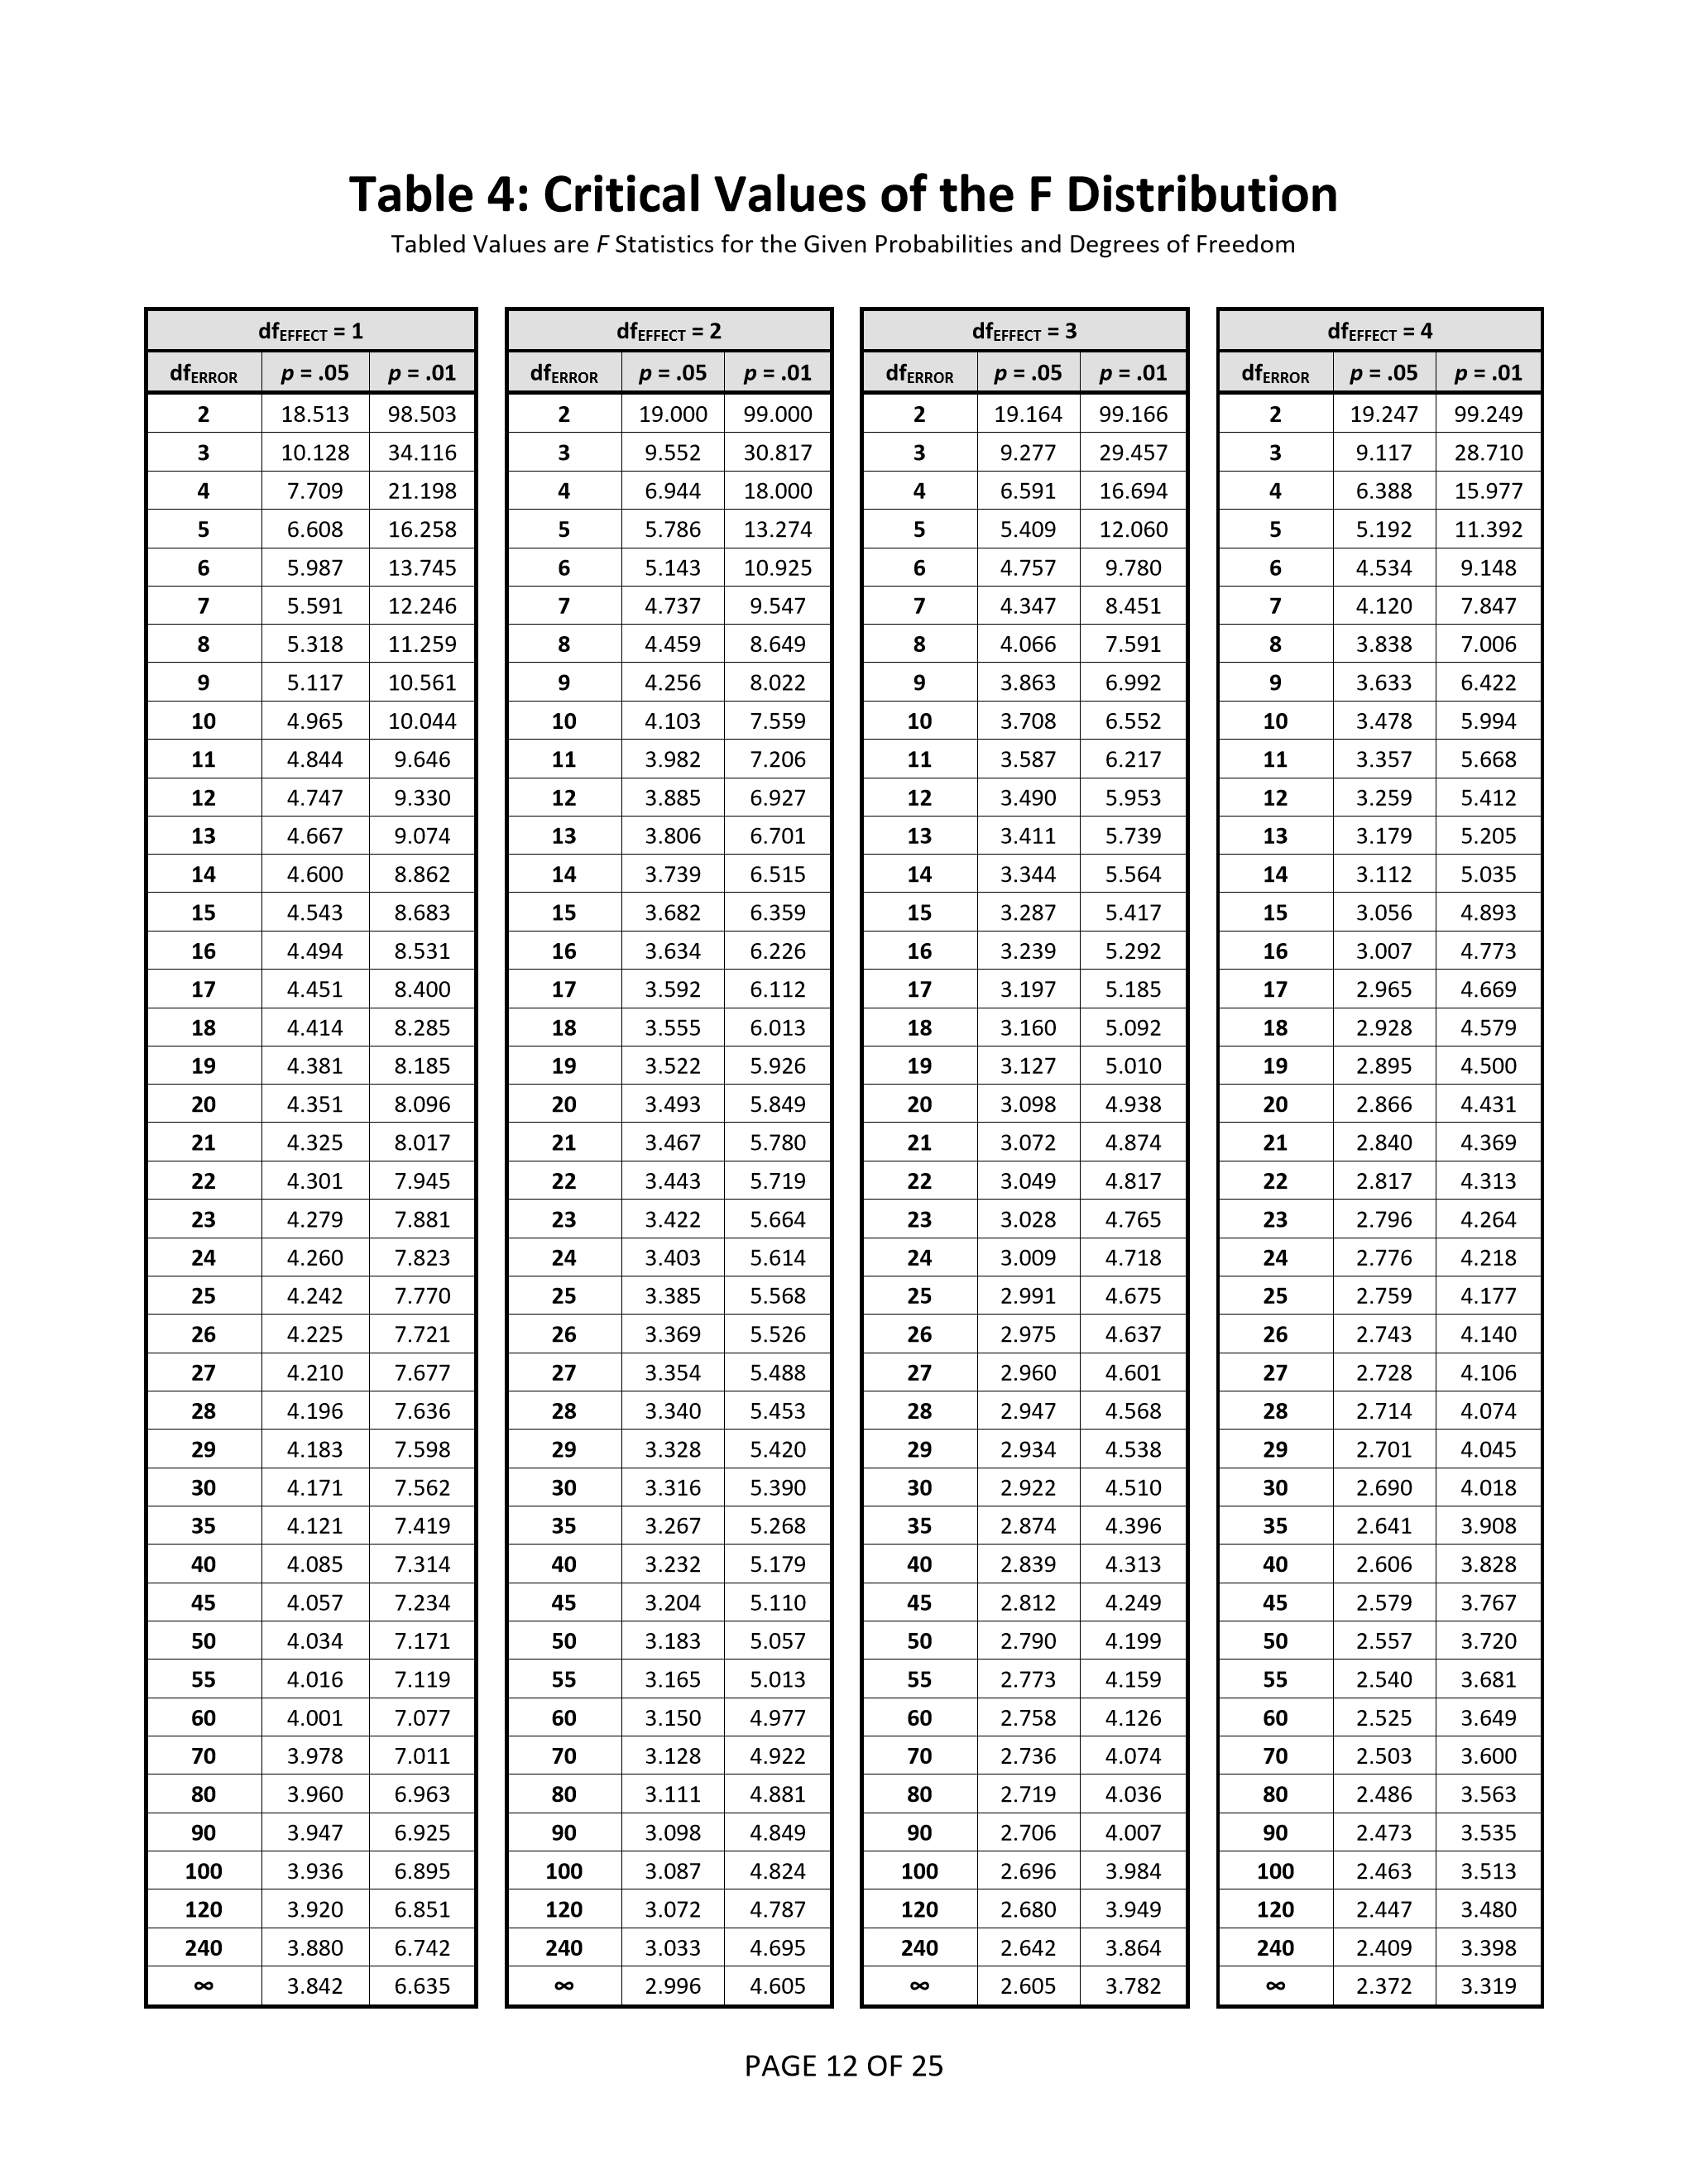 Table 4: Critical Values of the F Distribution
Tabled Values are F Statistics for the Given Probabilities and Degrees of Freedom
dfEFFECT = 1
dfERROR p = .05 p = .01
2 18.513 98.503
3 10.128 34.116
4 7.709 21.198
5 6.608 16.258
6 5.987 13.745
7 5.591 12.246
8 5.318 11.259
9 5.117 10.561
10 4.965 10.044
11 4.844 9.646
12 4.747 9.330
13 4.667 9.074
14 4.600 8.862
15 4.543 8.683
16 4.494 8.531
17 4.451 8.400
18 4.414 8.285
19 4.381 8.185
20 4.351 8.096
21 4.325 8.017
22 4.301 7.945
23 4.279 7.881
24 4.260 7.823
25 4.242 7.770
26 4.225 7.721
27 4.210 7.677
28 4.196 7.636
29 4.183 7.598
30 4.171 7.562
35 4.121 7.419
40 4.085 7.314
45 4.057 7.234
50 4.034 7.171
55 4.016 7.119
60 4.001 7.077
70 3.978 7.011
80 3.960 6.963
90 3.947 6.925
100 3.936 6.895
120 3.920 6.851
240 3.880 6.742
∞ 3.842 6.635
dfEFFECT = 2
dfERROR p = .05 p = .01
2 19.000 99.000
3 9.552 30.817
4 6.944 18.000
5 5.786 13.274
6 5.143 10.925
7 4.737 9.547
8 4.459 8.649
9 4.256 8.022
10 4.103 7.559
11 3.982 7.206
12 3.885 6.927
13 3.806 6.701
14 3.739 6.515
15 3.682 6.359
16 3.634 6.226
17 3.592 6.112
18 3.555 6.013
19 3.522 5.926
20 3.493 5.849
21 3.467 5.780
22 3.443 5.719
23 3.422 5.664
24 3.403 5.614
25 3.385 5.568
26 3.369 5.526
27 3.354 5.488
28 3.340 5.453
29 3.328 5.420
30 3.316 5.390
35 3.267 5.268
40 3.232 5.179
45 3.204 5.110
50 3.183 5.057
55 3.165 5.013
60 3.150 4.977
70 3.128 4.922
80 3.111 4.881
90 3.098 4.849
100 3.087 4.824
120 3.072 4.787
240 3.033 4.695
∞ 2.996 4.605
dfEFFECT = 3
dfERROR p = .05 p = .01
2 19.164 99.166
3 9.277 29.457
4 6.591 16.694
5 5.409 12.060
6 4.757 9.780
7 4.347 8.451
8 4.066 7.591
9 3.863 6.992
10 3.708 6.552
11 3.587 6.217
12 3.490 5.953
13 3.411 5.739
14 3.344 5.564
15 3.287 5.417
16 3.239 5.292
17 3.197 5.185
18 3.160 5.092
19 3.127 5.010
20 3.098 4.938
21 3.072 4.874
22 3.049 4.817
23 3.028 4.765
24 3.009 4.718
25 2.991 4.675
26 2.975 4.637
27 2.960 4.601
28 2.947 4.568
29 2.934 4.538
30 2.922 4.510
35 2.874 4.396
40 2.839 4.313
45 2.812 4.249
50 2.790 4.199
55 2.773 4.159
60 2.758 4.126
70 2.736 4.074
80 2.719 4.036
90 2.706 4.007
100 2.696 3.984
120 2.680 3.949
240 2.642 3.864
∞ 2.605 3.782
dfEFFECT = 4
dfERROR p = .05 p = .01
2 19.247 99.249
3 9.117 28.710
4 6.388 15.977
5 5.192 11.392
6 4.534 9.148
7 4.120 7.847
8 3.838 7.006
9 3.633 6.422
10 3.478 5.994
11 3.357 5.668
12 3.259 5.412
13 3.179 5.205
14 3.112 5.035
15 3.056 4.893
16 3.007 4.773
17 2.965 4.669
18 2.928 4.579
19 2.895 4.500
20 2.866 4.431
21 2.840 4.369
22 2.817 4.313
23 2.796 4.264
24 2.776 4.218
25 2.759 4.177
26 2.743 4.140
27 2.728 4.106
28 2.714 4.074
29 2.701 4.045
30 2.690 4.018
35 2.641 3.908
40 2.606 3.828
45 2.579 3.767
50 2.557 3.720
55 2.540 3.681
60 2.525 3.649
70 2.503 3.600
80 2.486 3.563
90 2.473 3.535
100 2.463 3.513
120 2.447 3.480
240 2.409 3.398
∞ 2.372 3.319
PAGE 12 OF 25